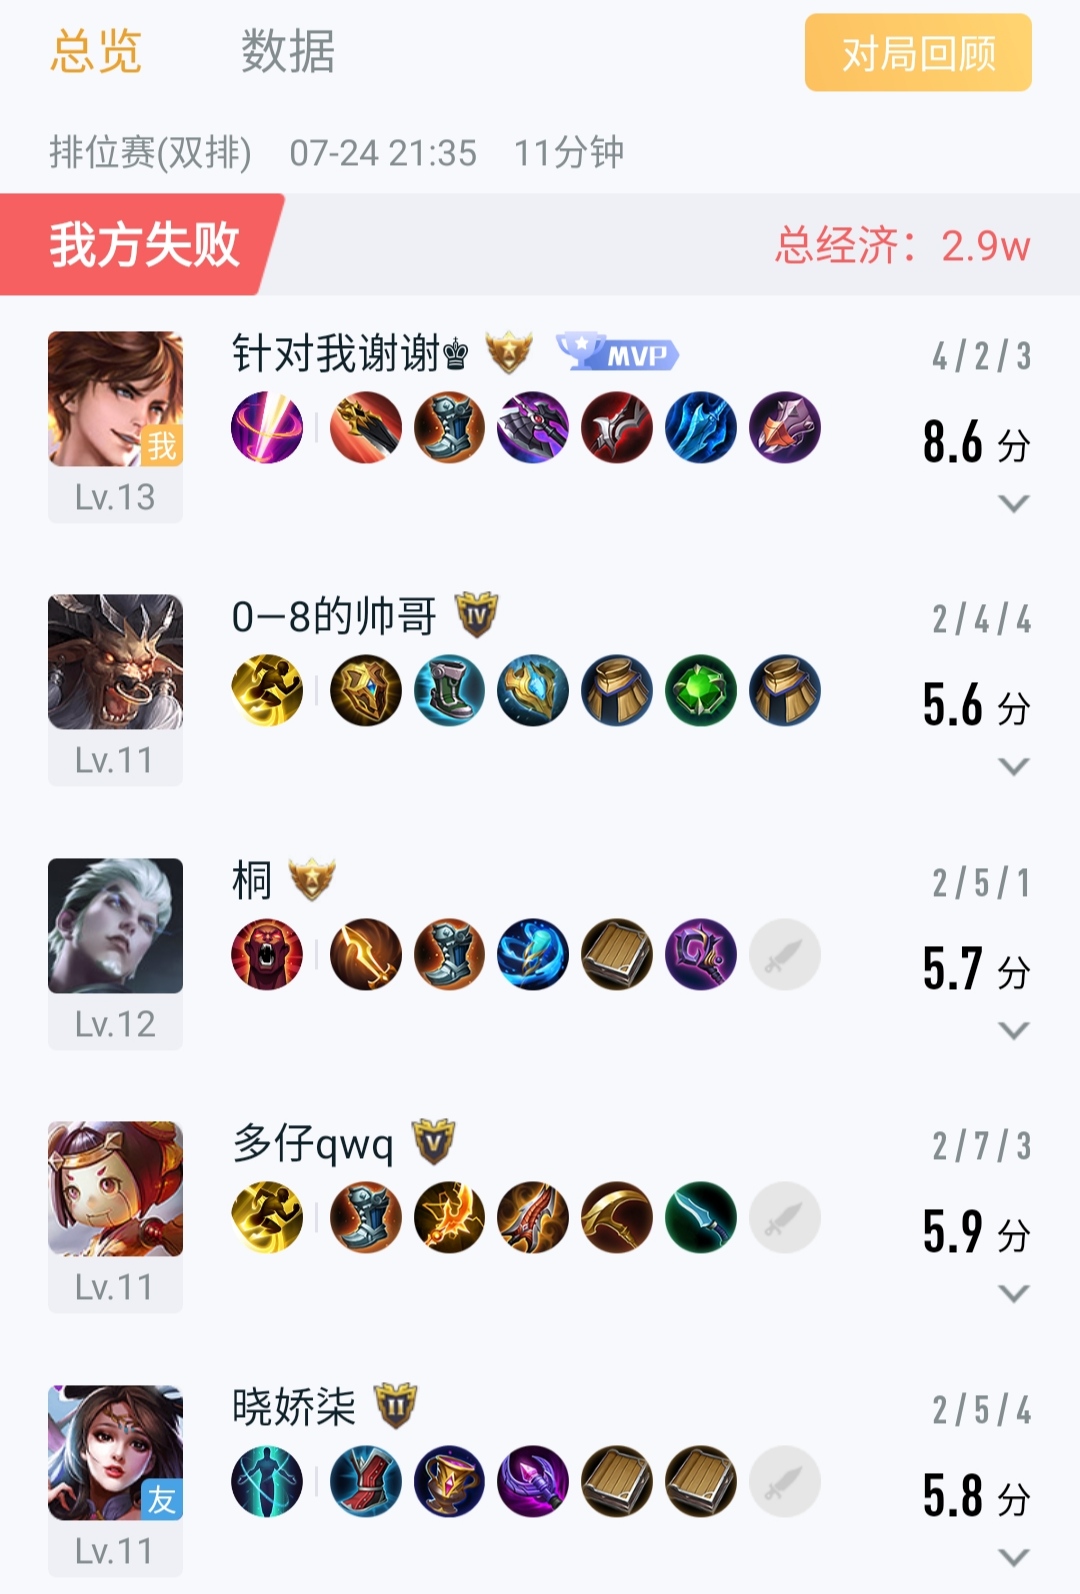 总览 数据 对局回顾
排位赛(双排) 07-24 21:35 11分钟
我方失败 总经济：2.9w
针对我谢谢♚ MVP 4/2/3
我 8.6 分
Lv.13
0—8的帅哥 IV 2/4/4
5.6 分
Lv.11
桐 2/5/1
5.7 分
Lv.12
多仔qwq V 2/7/3
5.9 分
Lv.11
晓娇柒 II 2/5/4
友 5.8 分
Lv.11